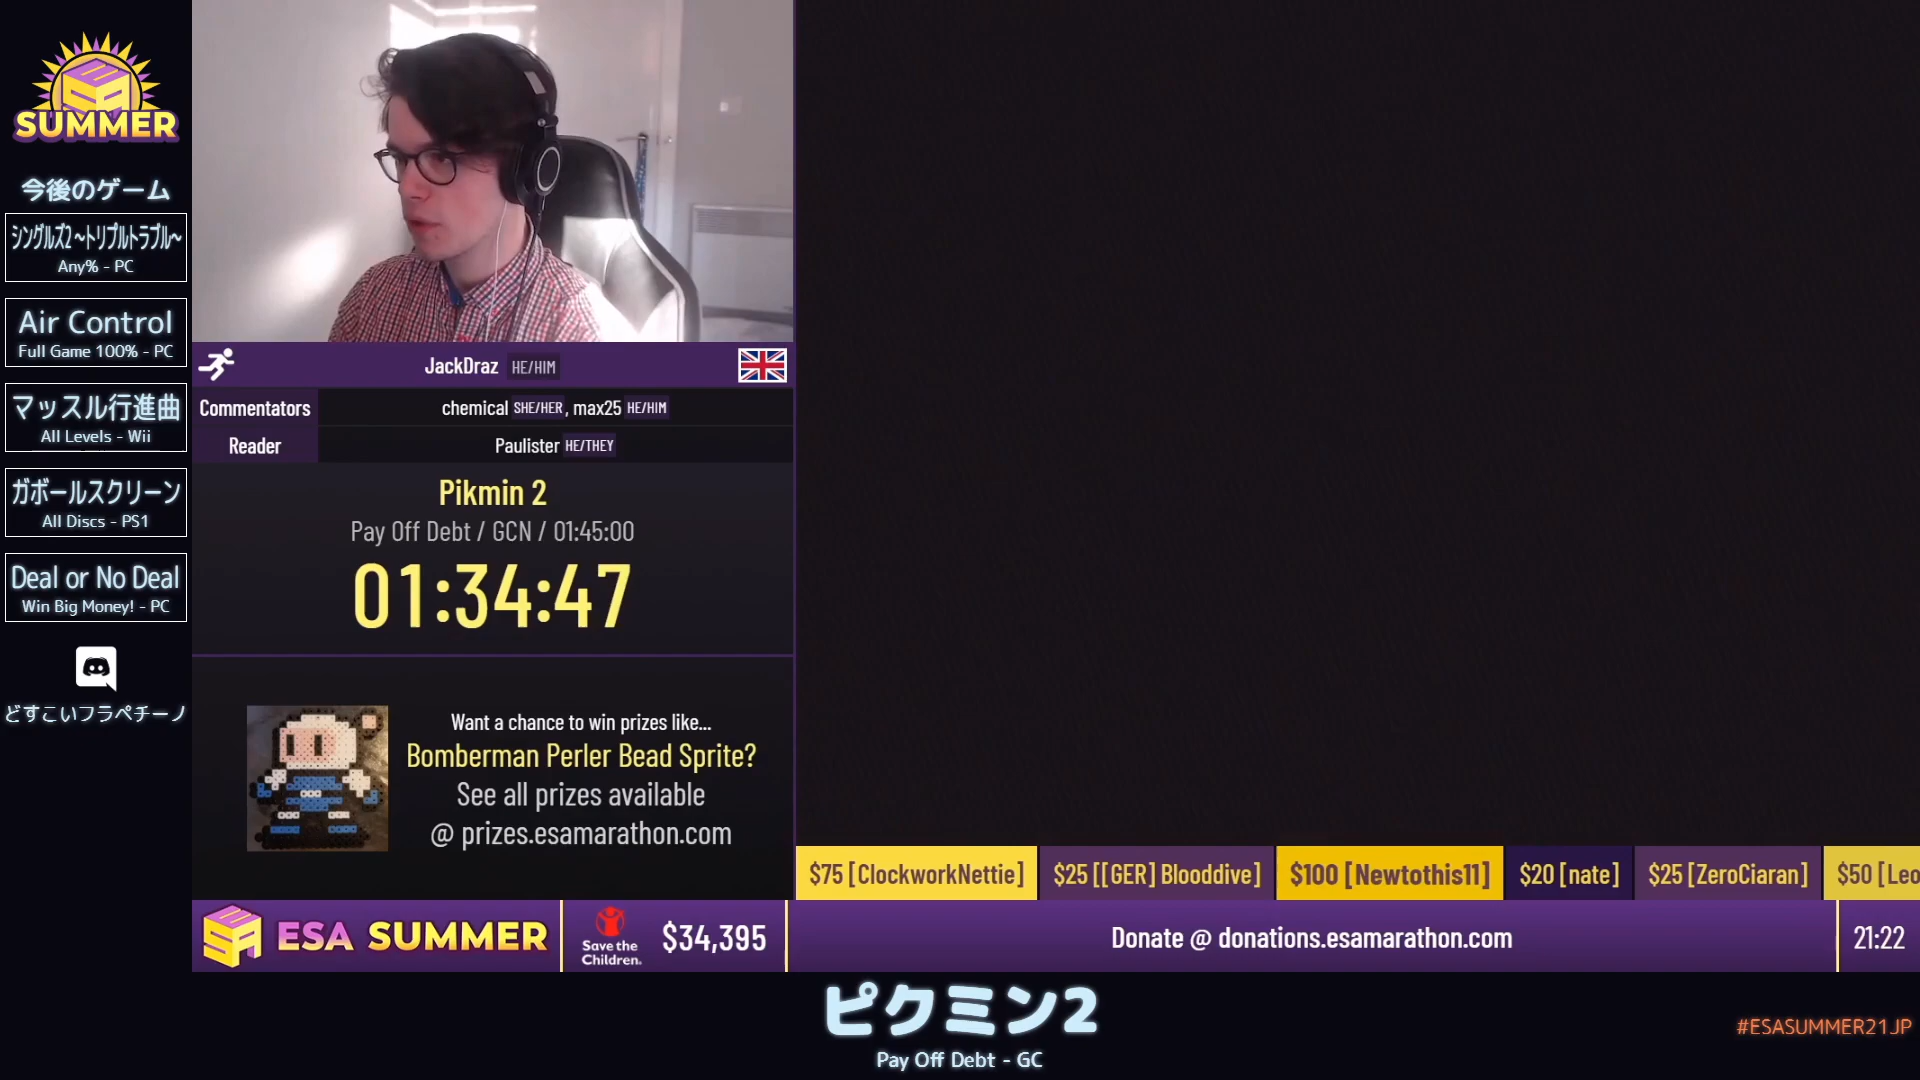 SUMMER
今後のゲーム
シングルズ2～トリプルトラブル～
Any% - PC
Air Control
Full Game 100% - PC
マッスル行進曲
All Levels - Wii
ガボールスクリーン
All Discs - PS1
Deal or No Deal
Win Big Money! - PC
どすこいフラペチーノ
JackDraz HE/HIM
Commentators chemical SHE/HER, max25 HE/HIM
Reader Paulister HE/THEY
Pikmin 2
Pay Off Debt / GCN / 01:45:00
01:34:47
Want a chance to win prizes like...
Bomberman Perler Bead Sprite?
See all prizes available
@ prizes.esamarathon.com
$75 [ClockworkNettie] $25 [[GER] Blooddive] $100 [Newtothis11] $20 [nate] $25 [ZeroCiaran] $50 [Leo
ESA SUMMER Save the Children. $34,395 Donate @ donations.esamarathon.com 21:22
ピクミン2
Pay Off Debt - GC
#ESASUMMER21JP